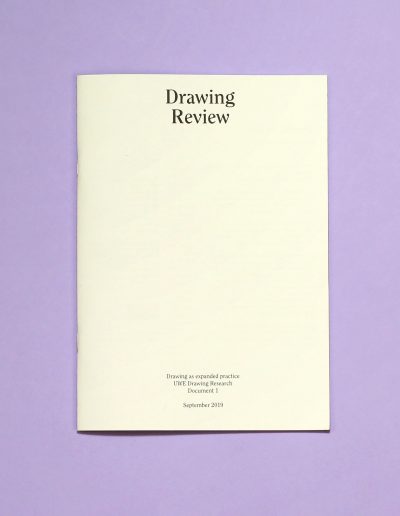 Drawing
Review
Drawing as expanded practice
UWE Drawing Research
Document 1
September 2019